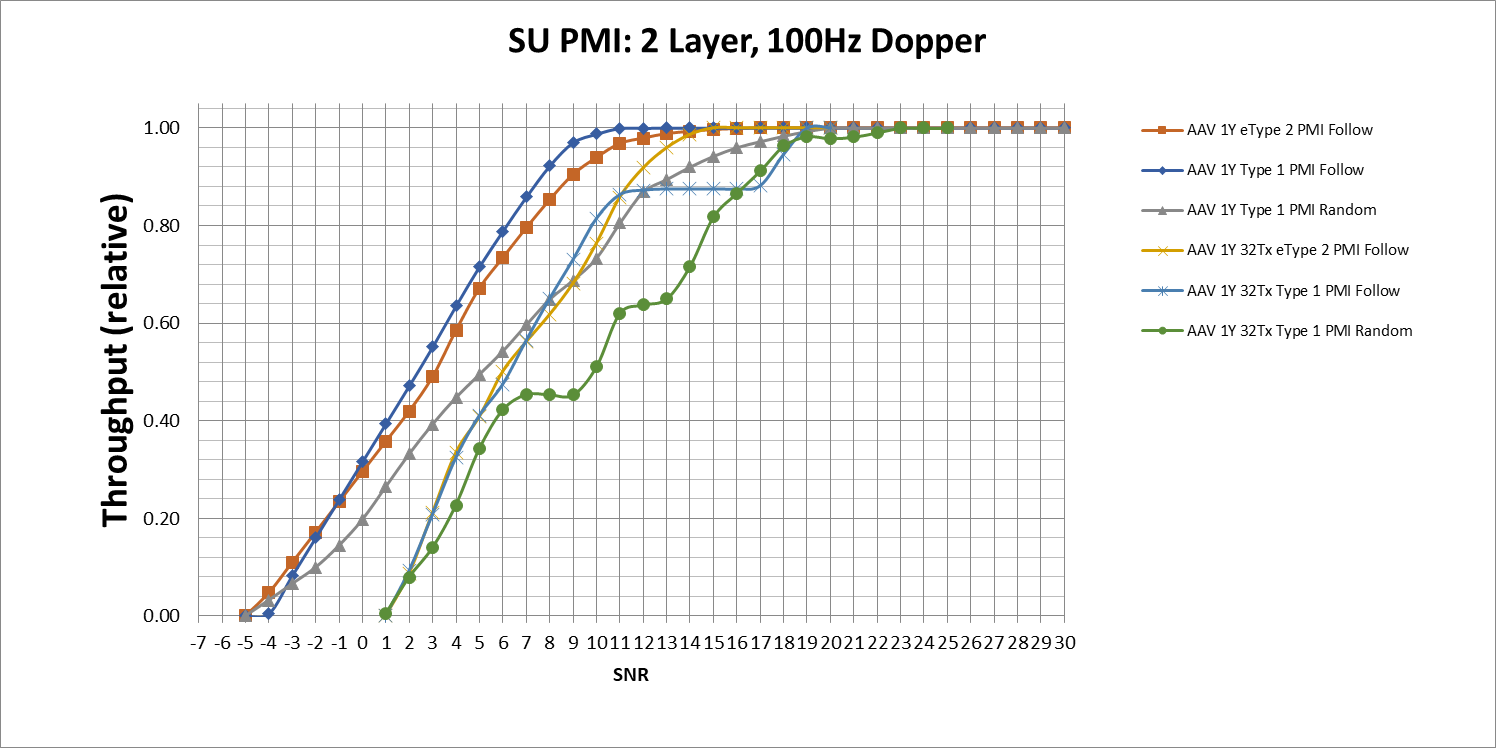 SU PMI: 2 Layer, 100Hz Dopper
Throughput (relative)
1.00
0.80
0.60
0.40
0.20
0.00
-7 -6 -5 -4 -3 -2 -1 0 1 2 3 4 5 6 7 8 9 10 11 12 13 14 15 16 17 18 19 20 21 22 23 24 25 26 27 28 29 30
SNR
AAV 1Y eType 2 PMI Follow
AAV 1Y Type 1 PMI Follow
AAV 1Y Type 1 PMI Random
AAV 1Y 32Tx eType 2 PMI Follow
AAV 1Y 32Tx Type 1 PMI Follow
AAV 1Y 32Tx Type 1 PMI Random